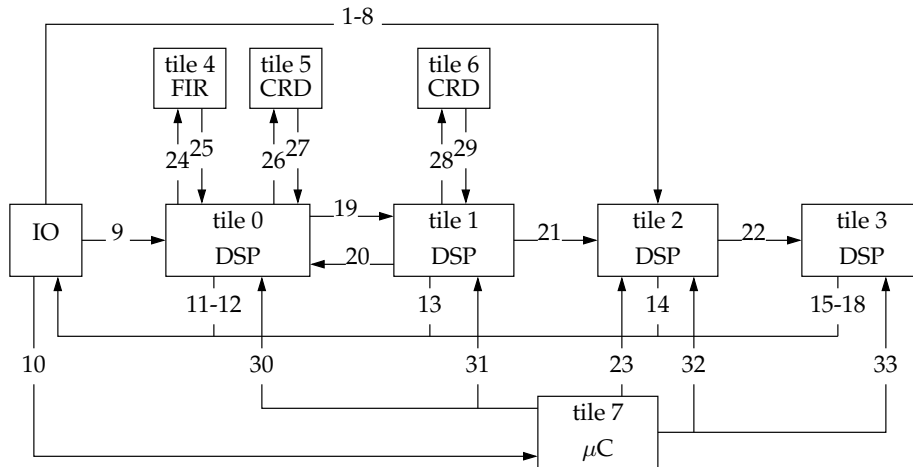 1-8
tile 4
FIR
tile 5
CRD
tile 6
CRD
24
25
26
27
28
29
IO
9
tile 0
DSP
19
20
tile 1
DSP
21
tile 2
DSP
22
tile 3
DSP
11-12
13
14
15-18
10
30
31
23
32
33
tile 7
μC